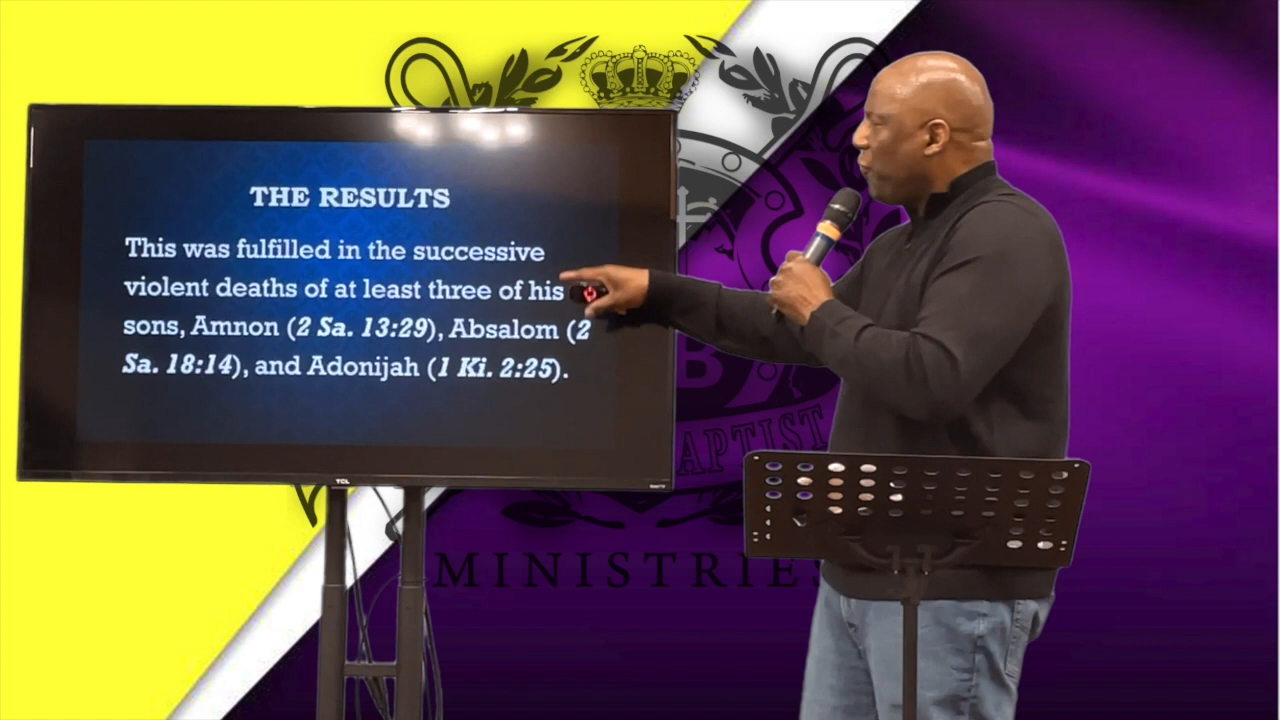 THE RESULTS
This was fulfilled in the successive
violent deaths of at least three of his
sons, Amnon (2 Sa. 13:29), Absalom (2
Sa. 18:14), and Adonijah (1 Ki. 2:25).
TCL
B
APTIST
MINISTRIES